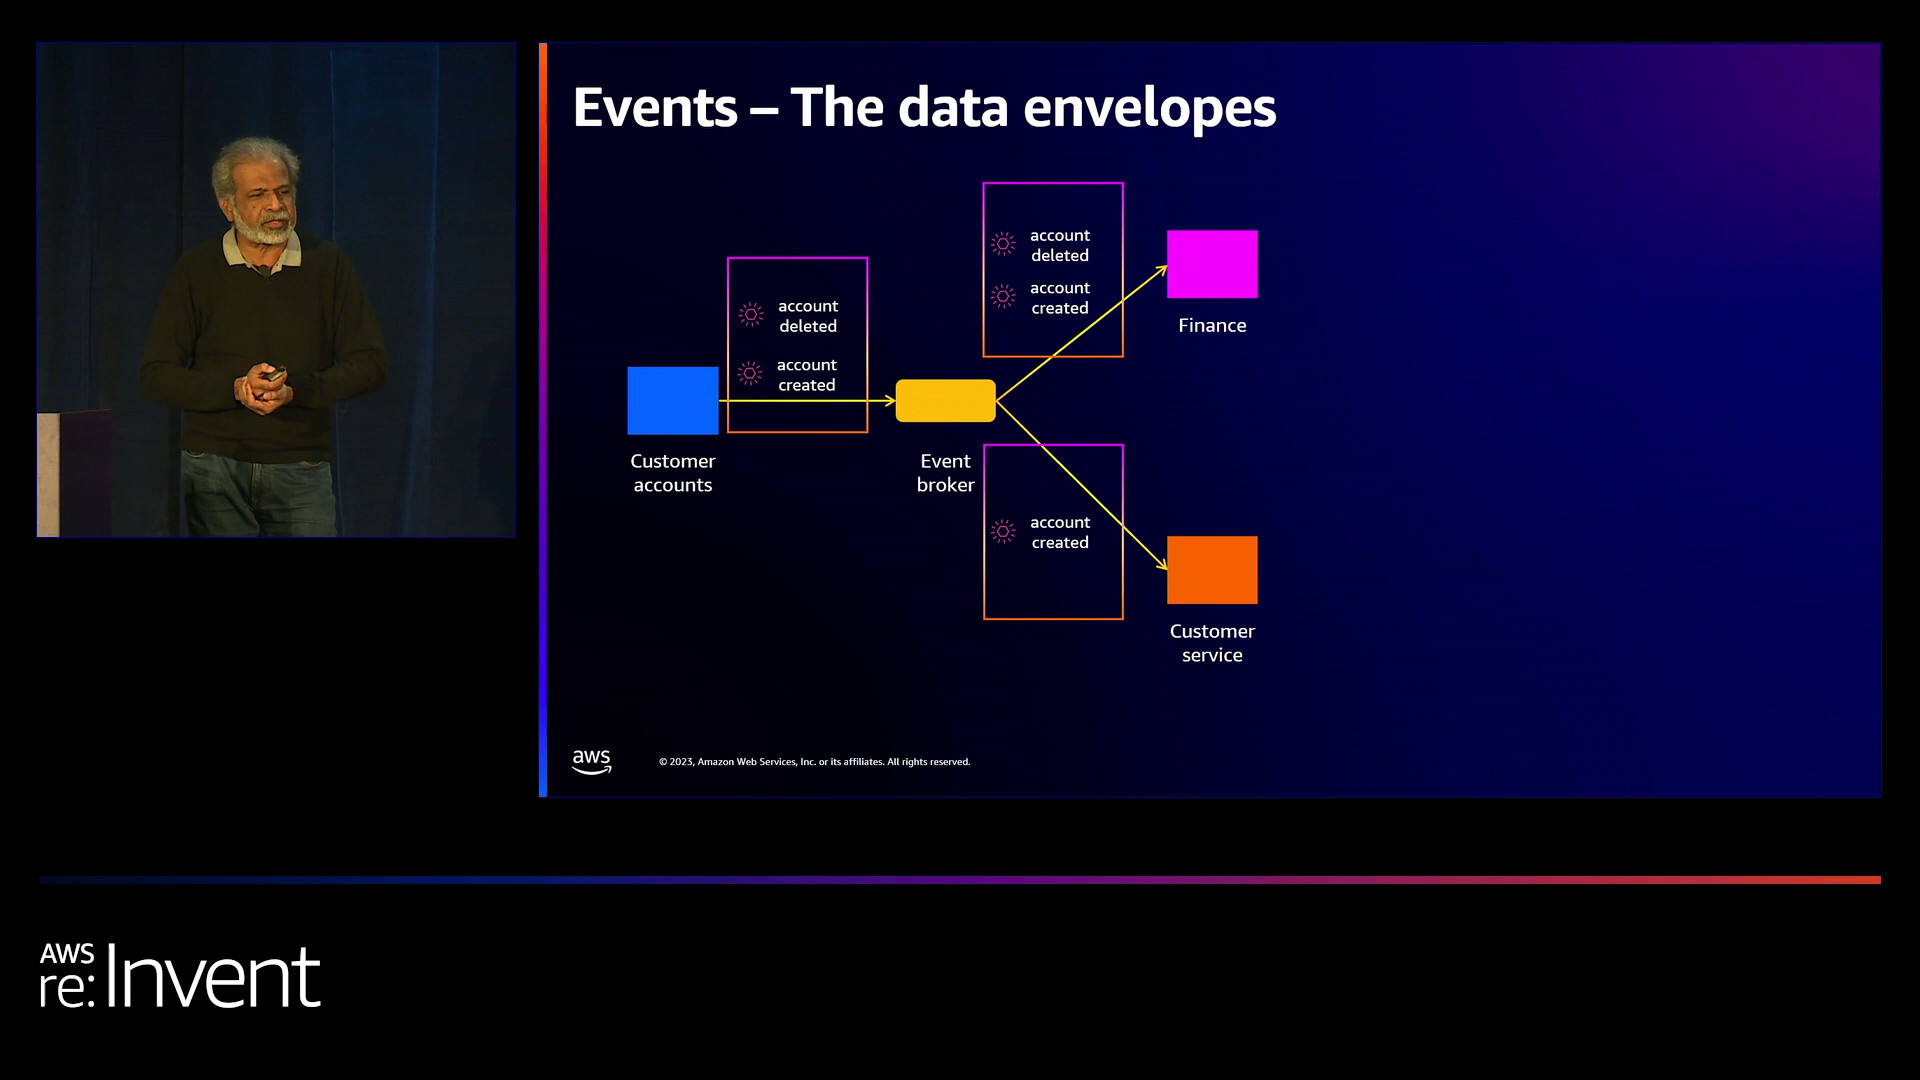 Events – The data envelopes
account
deleted
account
created
Finance
account
deleted
account
created
Customer
accounts
Event
broker
account
created
Customer
service
aws
© 2023, Amazon Web Services, Inc. or its affiliates. All rights reserved.
AWS
re:Invent